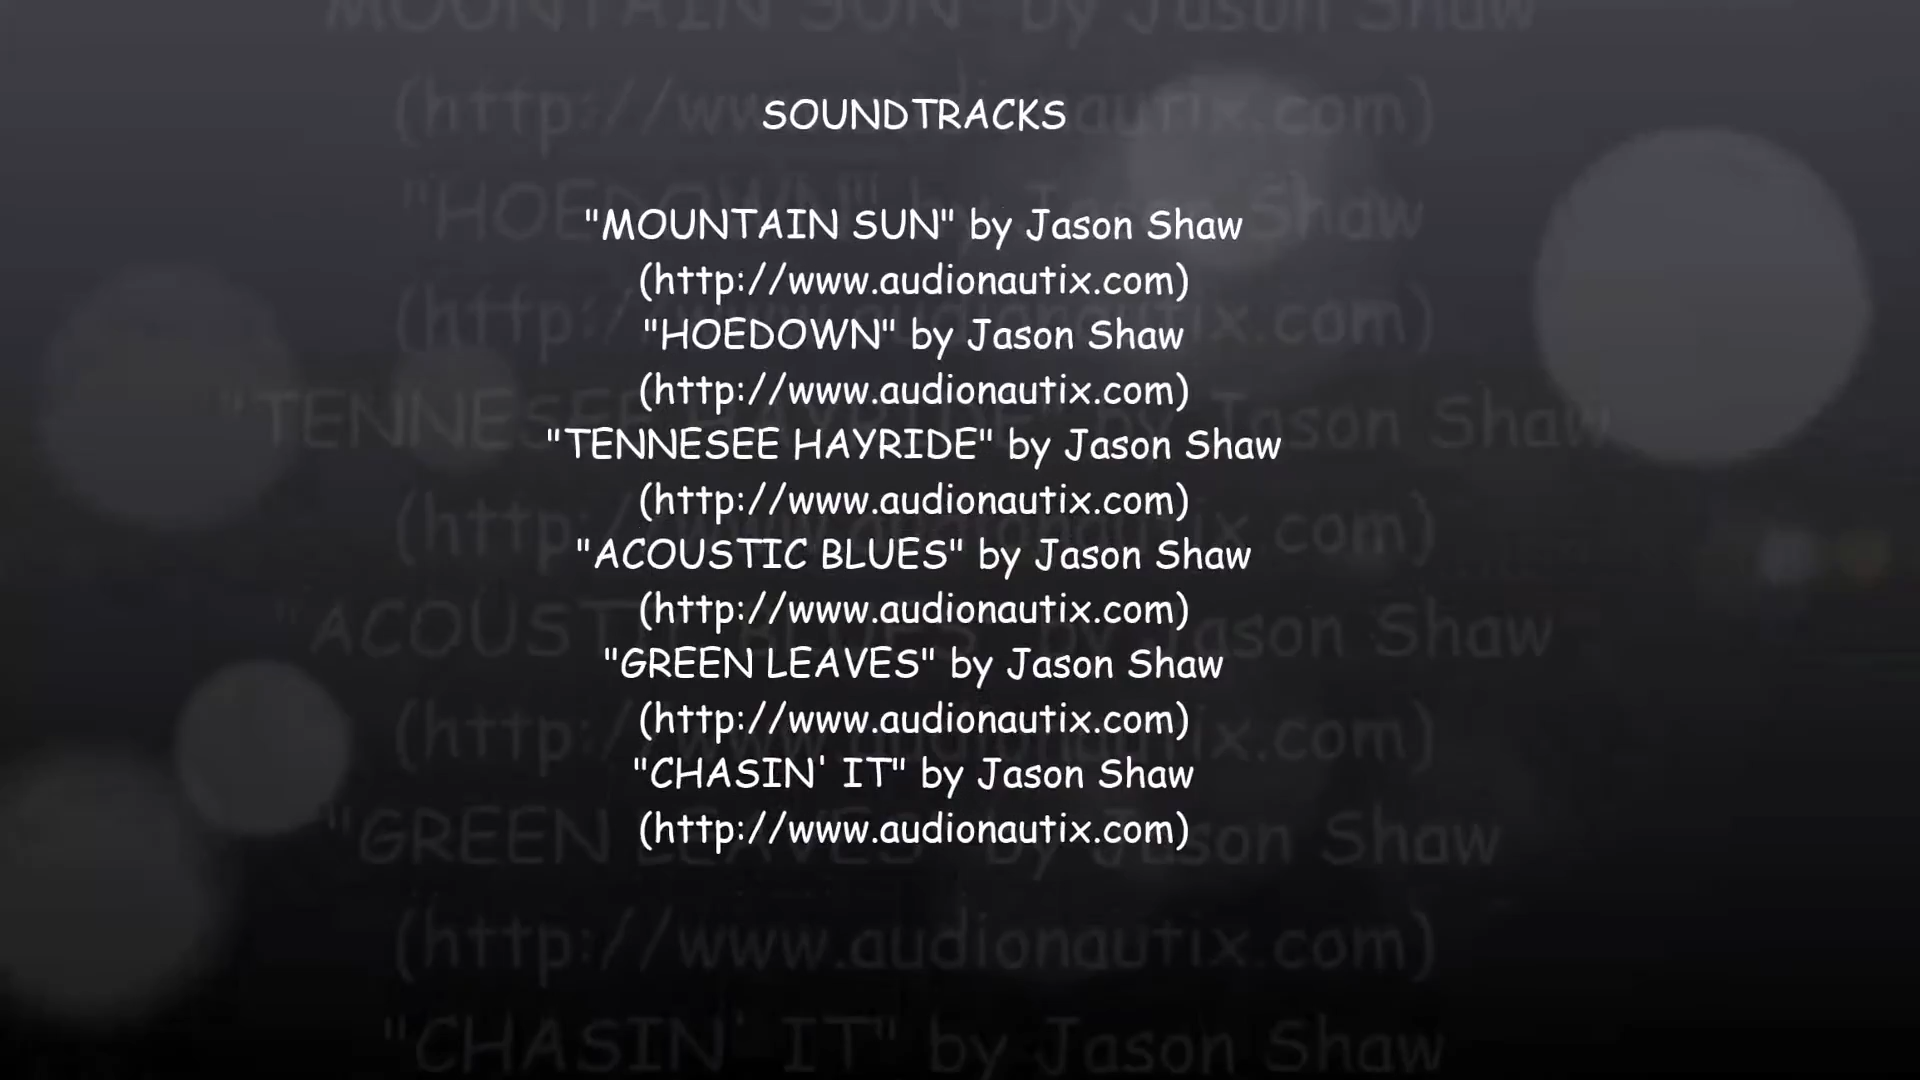 SOUNDTRACKS
"MOUNTAIN SUN" by Jason Shaw
(http://www.audionautix.com)
"HOEDOWN" by Jason Shaw
(http://www.audionautix.com)
"TENNESEE HAYRIDE" by Jason Shaw
(http://www.audionautix.com)
"ACOUSTIC BLUES" by Jason Shaw
(http://www.audionautix.com)
"GREEN LEAVES" by Jason Shaw
(http://www.audionautix.com)
"CHASIN' IT" by Jason Shaw
(http://www.audionautix.com)